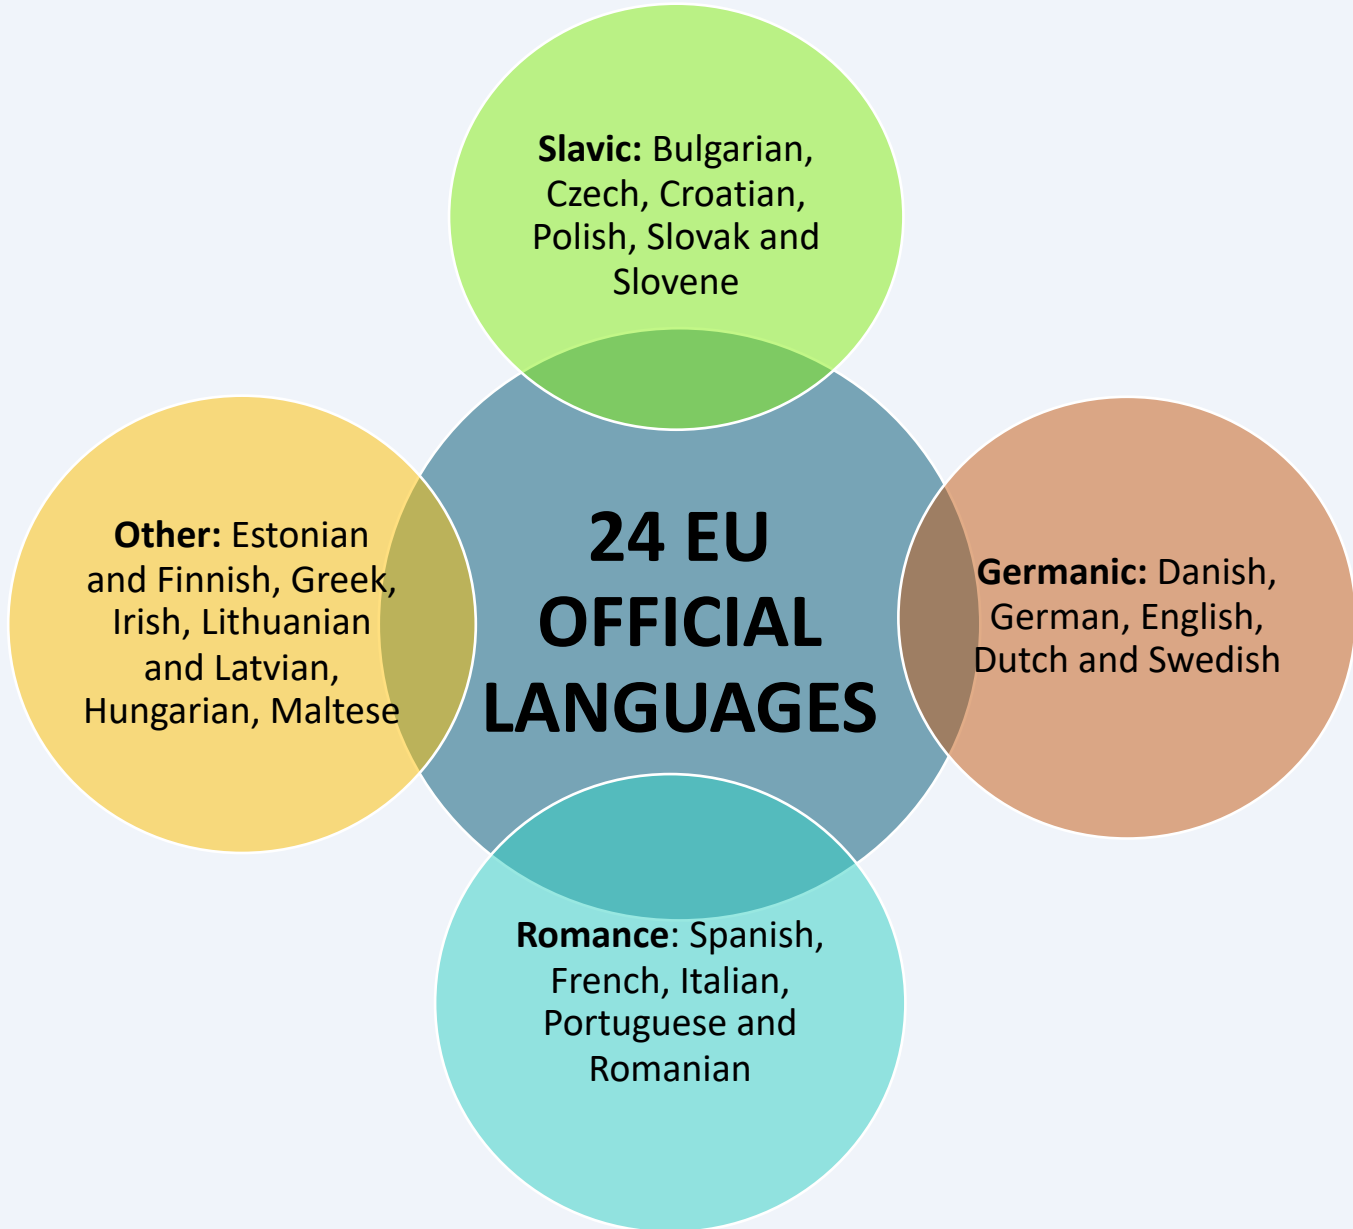 Slavic: Bulgarian,
Czech, Croatian,
Polish, Slovak and
Slovene
Other: Estonian
and Finnish, Greek,
Irish, Lithuanian
and Latvian,
Hungarian, Maltese
24 EU
OFFICIAL
LANGUAGES
Germanic: Danish,
German, English,
Dutch and Swedish
Romance: Spanish,
French, Italian,
Portuguese and
Romanian